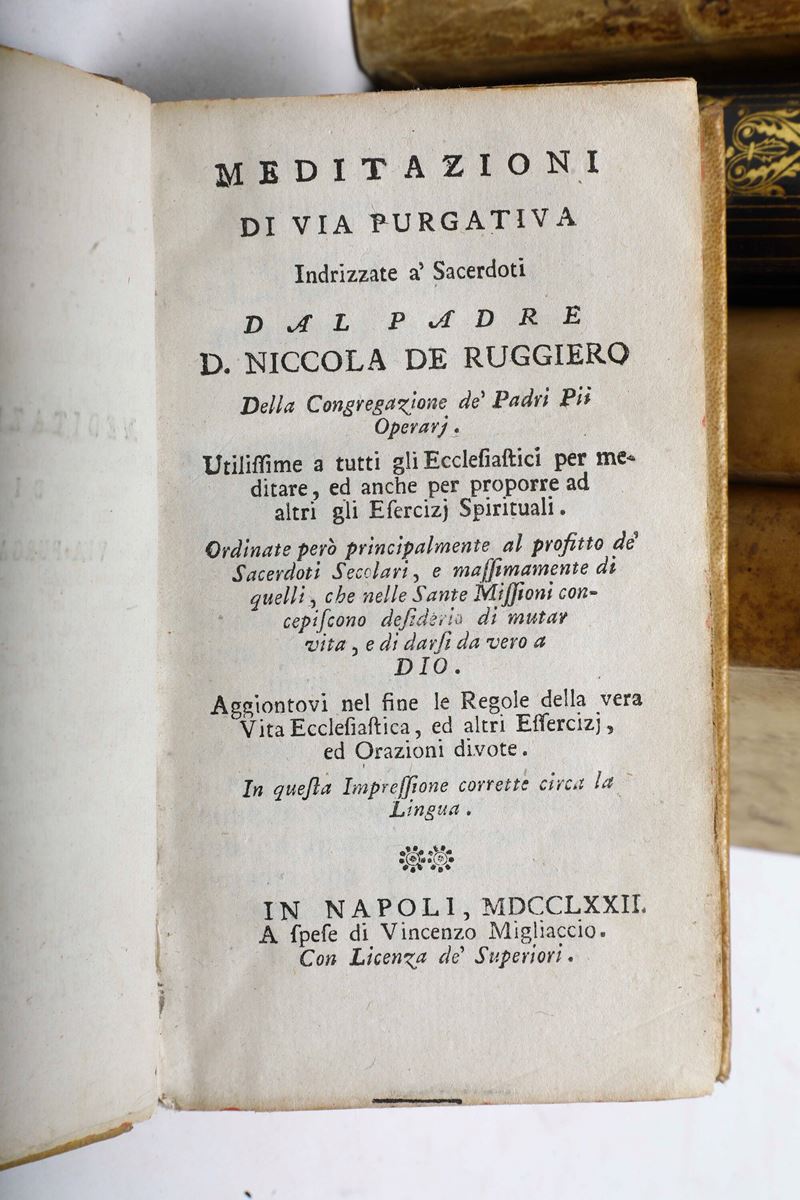 MEDITAZIONI
DI VIA PURGATIVA
Indrizzate a' Sacerdoti
DAL PADRE
D. NICCOLA DE RUGGIERO
Della Congregazione de' Padri Pii
Operarj.
Utiliſſime a tutti gli Eccleſiaſtici per me-
ditare, ed anche per proporre ad
altri gli Eſercizj Spirituali.
Ordinate però principalmente al profitto de'
Sacerdoti Secolari, e maſſimamente di
quelli, che nelle Sante Miſſioni con-
cepiſcono deſiderio di mutar
vita, e di darſi da vero a
DIO.
Aggiontovi nel fine le Regole della vera
Vita Eccleſiaſtica, ed altri Eſſercizj,
ed Orazioni divote.
In queſta Impreſſione corrette circa la
Lingua.
IN NAPOLI, MDCCLXXII.
A ſpeſe di Vincenzo Migliaccio.
Con Licenza de' Superiori.